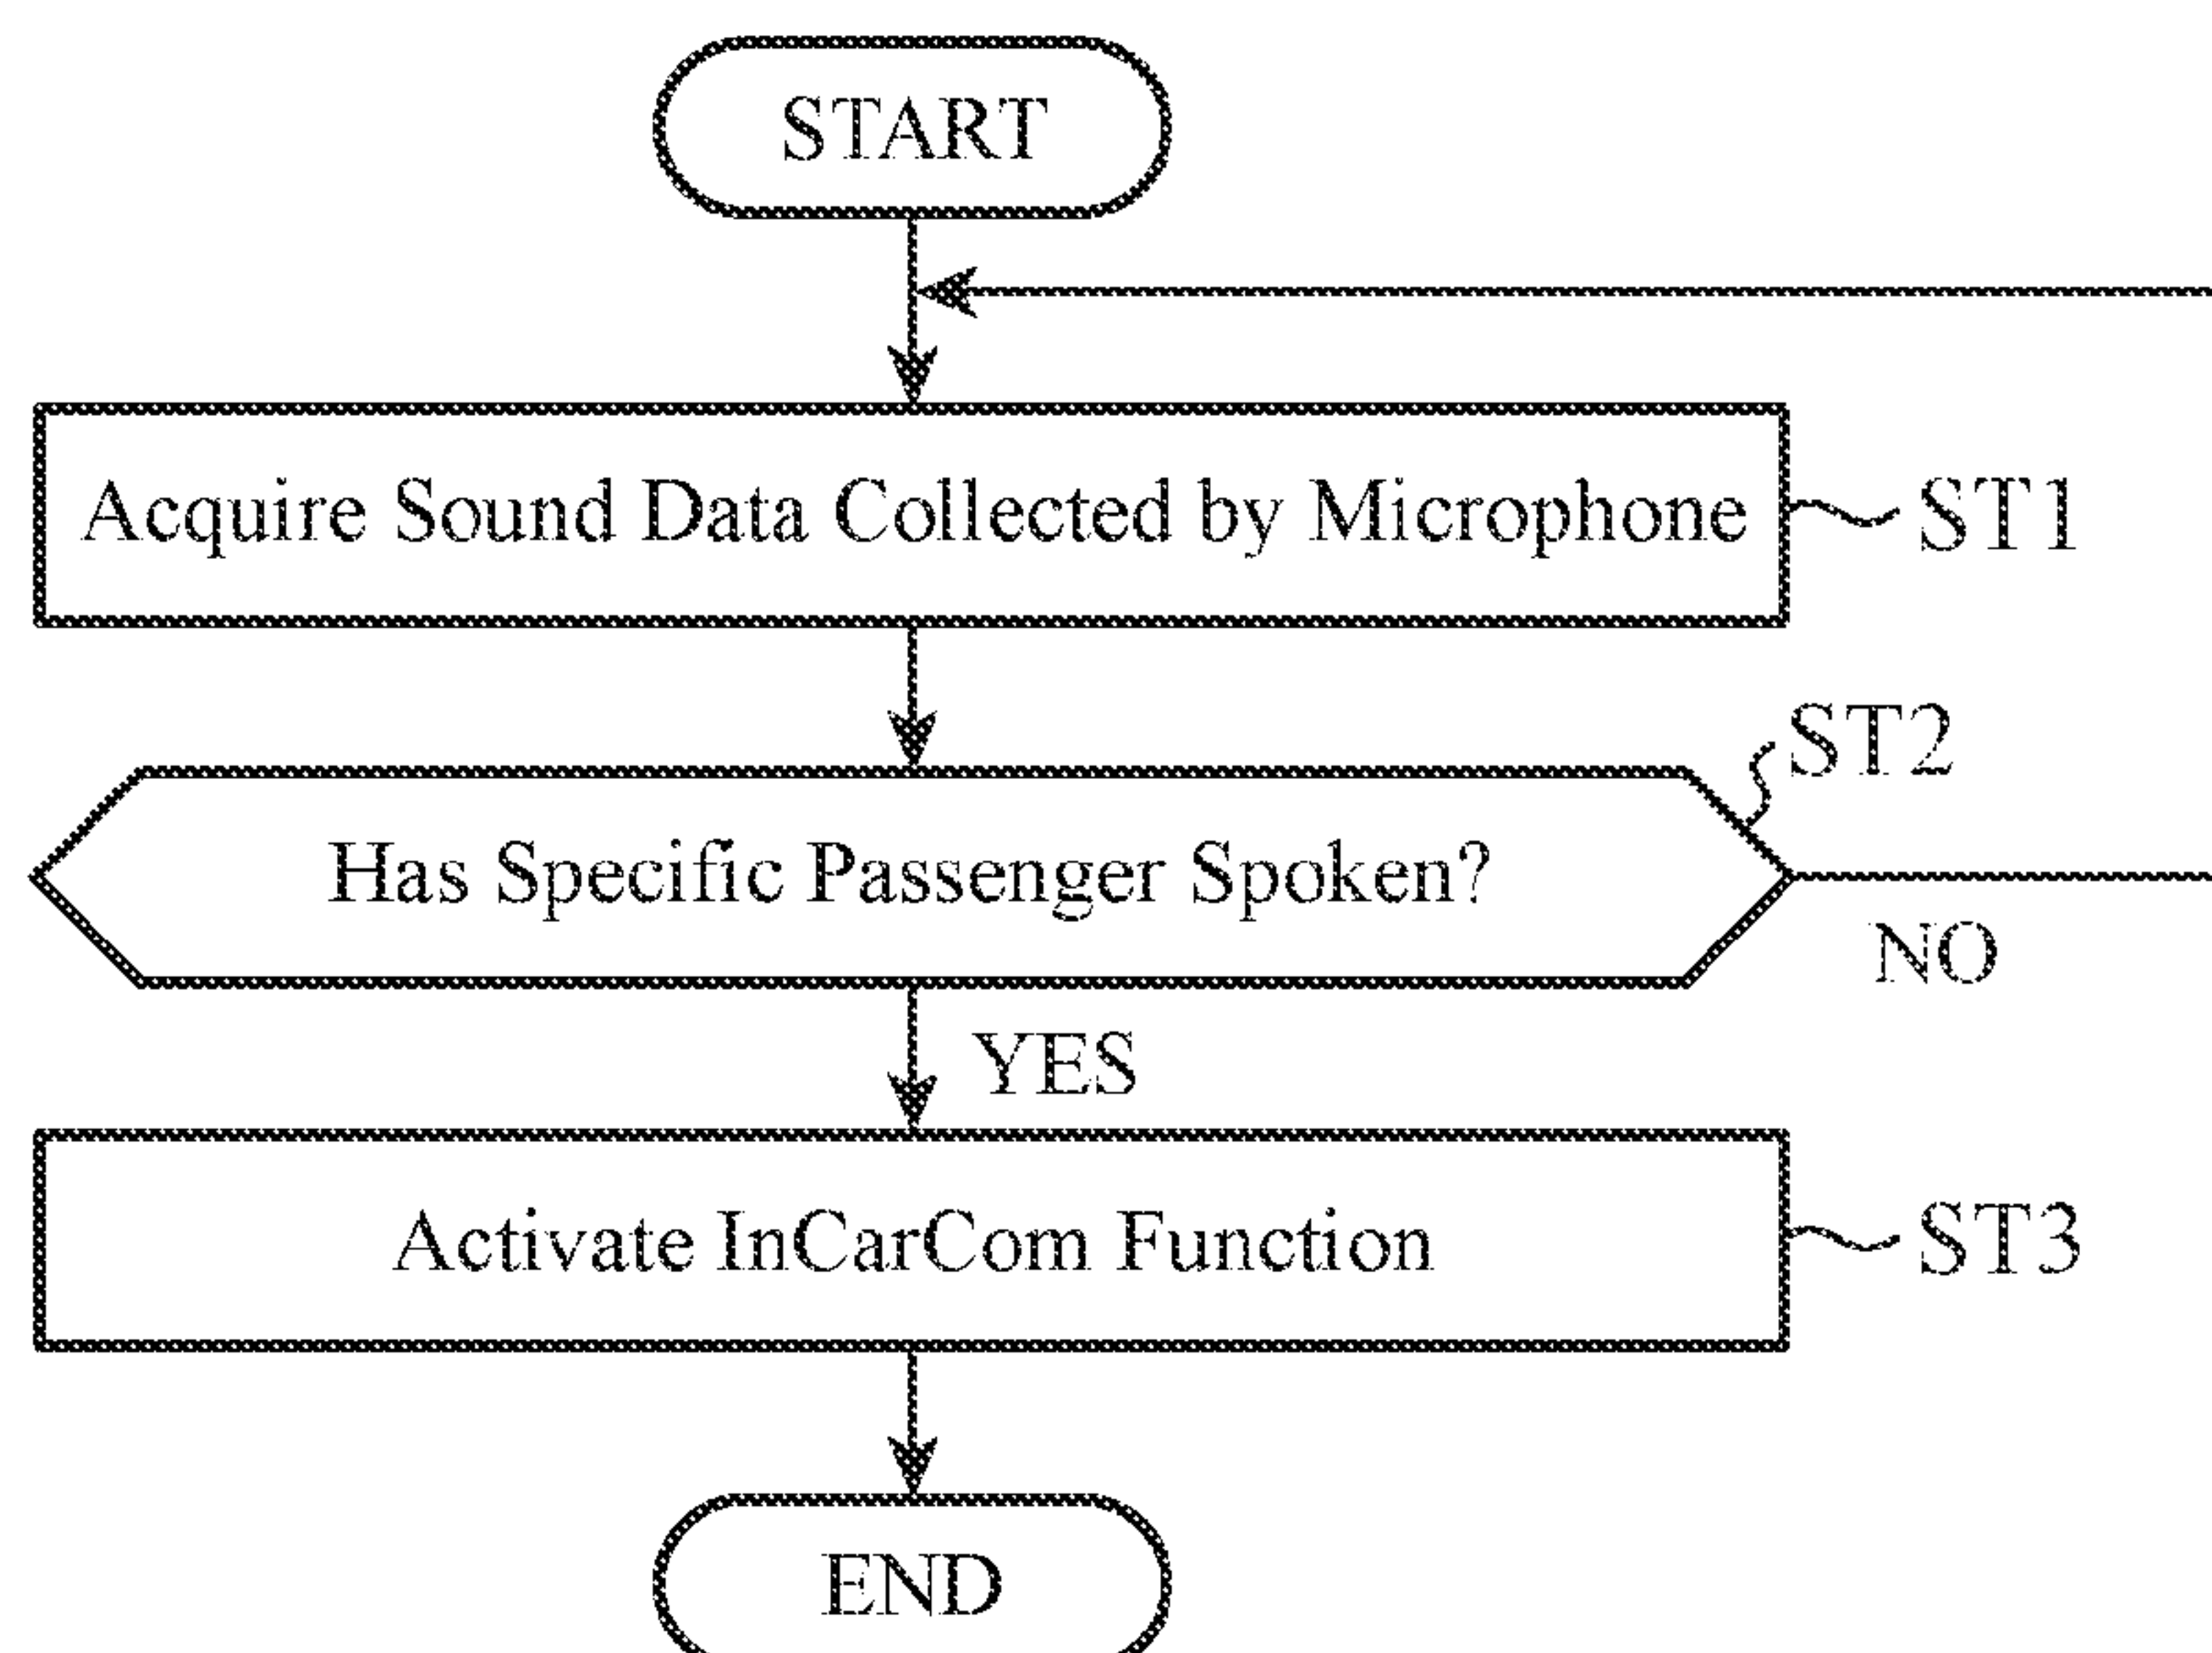 START
Acquire Sound Data Collected by Microphone
ST1
ST2
Has Specific Passenger Spoken?
NO
YES
Activate InCarCom Function
ST3
END